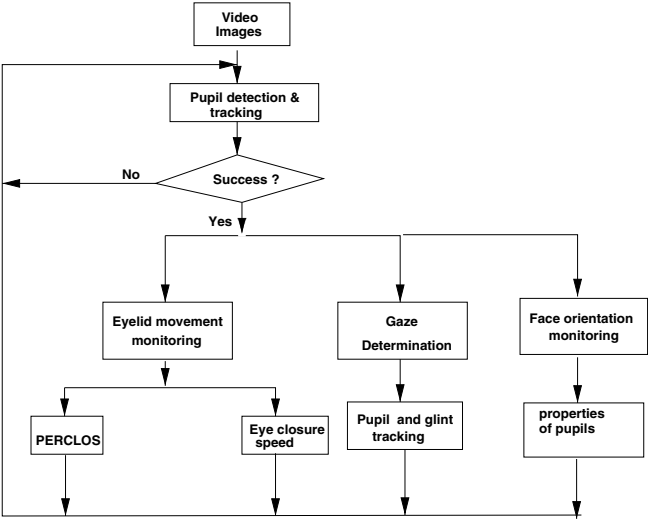 Video
Images
Pupil detection &
tracking
Success ?
No
Yes
Eyelid movement
monitoring
Gaze
Determination
Face orientation
monitoring
PERCLOS
Eye closure
speed
Pupil and glint
tracking
properties
of pupils